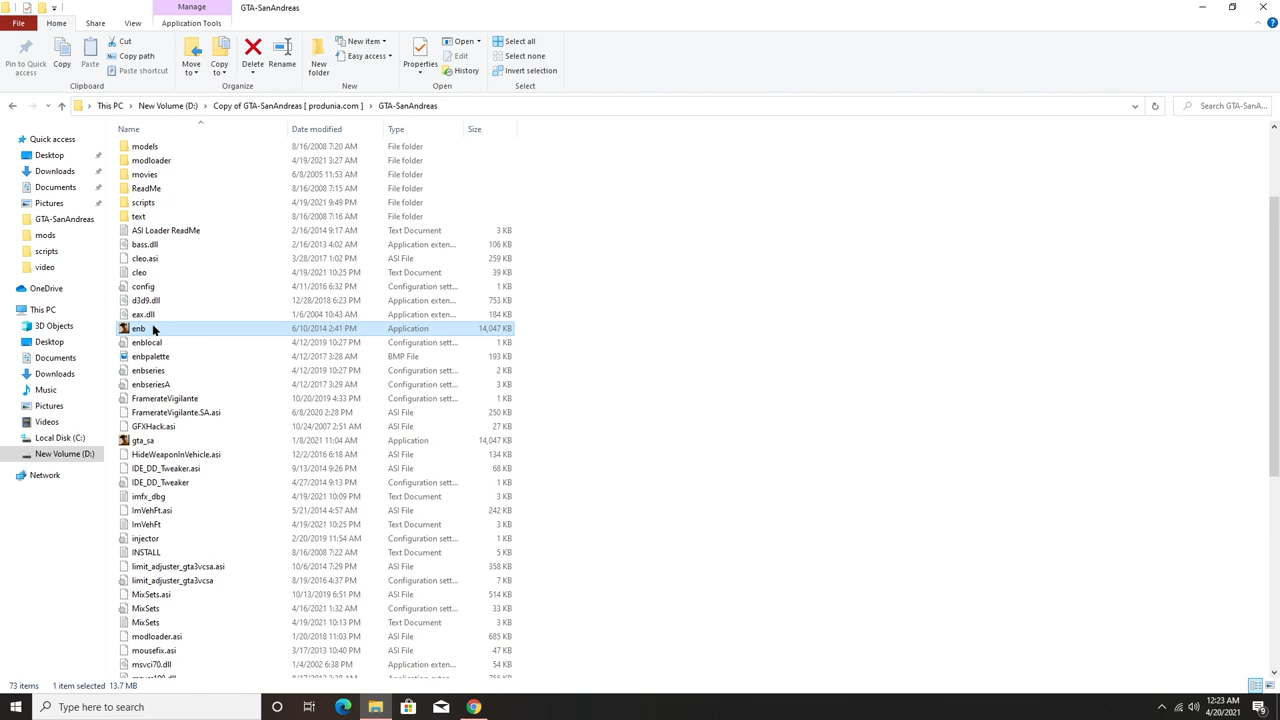 Manage
GTA-SanAndreas
File
Home
Share
View
Application Tools
Pin to Quick access
Copy
Paste
Cut
Copy path
Paste shortcut
Clipboard
Move to
Copy to
Delete
Rename
Organize
New folder
New item
Easy access
New
Properties
Open
Edit
History
Open
Select all
Select none
Invert selection
Select
This PC
New Volume (D:)
Copy of GTA-SanAndreas [ produnia.com ]
GTA-SanAndreas
Search GTA-SanA...
Quick access
Desktop
Downloads
Documents
Pictures
GTA-SanAndreas
mods
scripts
video
OneDrive
This PC
3D Objects
Desktop
Documents
Downloads
Music
Pictures
Videos
Local Disk (C:)
New Volume (D:)
Network
Name Date modified Type Size
models 8/16/2008 7:20 AM File folder
modloader 4/19/2021 3:27 AM File folder
movies 6/8/2005 11:53 AM File folder
ReadMe 8/16/2008 7:15 AM File folder
scripts 4/19/2021 9:49 PM File folder
text 8/16/2008 7:16 AM File folder
ASI Loader ReadMe 2/16/2014 9:17 AM Text Document 3 KB
bass.dll 2/16/2013 4:02 AM Application exten... 106 KB
cleo.asi 3/28/2017 1:02 PM ASI File 259 KB
cleo 4/19/2021 10:25 PM Text Document 39 KB
config 4/11/2016 6:32 PM Configuration sett... 1 KB
d3d9.dll 12/28/2018 6:23 PM Application exten... 753 KB
eax.dll 1/6/2004 10:43 AM Application exten... 184 KB
enb 6/10/2014 2:41 PM Application 14,047 KB
enblocal 4/12/2019 10:27 PM Configuration sett... 1 KB
enbpalette 4/12/2017 3:28 AM BMP File 193 KB
enbseries 4/12/2019 10:37 PM Configuration sett... 2 KB
enbseriesA 4/12/2017 3:29 AM Configuration sett... 3 KB
FramerateVigilante 10/20/2019 4:33 PM Configuration sett... 1 KB
FramerateVigilante.SA.asi 6/8/2020 2:28 PM ASI File 250 KB
GFXHack.asi 10/24/2007 2:51 AM ASI File 27 KB
gta_sa 1/8/2021 11:04 AM Application 14,047 KB
HideWeaponInVehicle.asi 12/2/2016 6:18 AM ASI File 134 KB
IDE_DD_Tweaker.asi 9/13/2014 9:26 PM ASI File 68 KB
IDE_DD_Tweaker 4/27/2014 9:13 PM Configuration sett... 1 KB
imfx_dbg 4/19/2021 10:09 PM Text Document 3 KB
ImVehFt.asi 5/21/2014 4:57 AM ASI File 242 KB
ImVehFt 4/19/2021 10:25 PM Text Document 3 KB
injector 2/20/2019 11:54 AM Configuration sett... 1 KB
INSTALL 8/16/2008 7:22 AM Text Document 5 KB
limit_adjuster_gta3vcsa.asi 10/6/2014 7:29 PM ASI File 358 KB
limit_adjuster_gta3vcsa 8/19/2016 4:37 PM Configuration sett... 7 KB
MixSets.asi 10/13/2019 6:51 PM ASI File 514 KB
MixSets 4/16/2021 1:32 AM Configuration sett... 33 KB
MixSets 4/19/2021 10:13 PM Text Document 3 KB
modloader.asi 1/20/2018 11:03 PM ASI File 685 KB
mousefix.asi 3/17/2013 10:40 PM ASI File 47 KB
msvci70.dll 1/4/2002 6:38 PM Application exten... 54 KB
73 items 1 item selected 13.7 MB
Type here to search
12:23 AM
4/20/2021
9